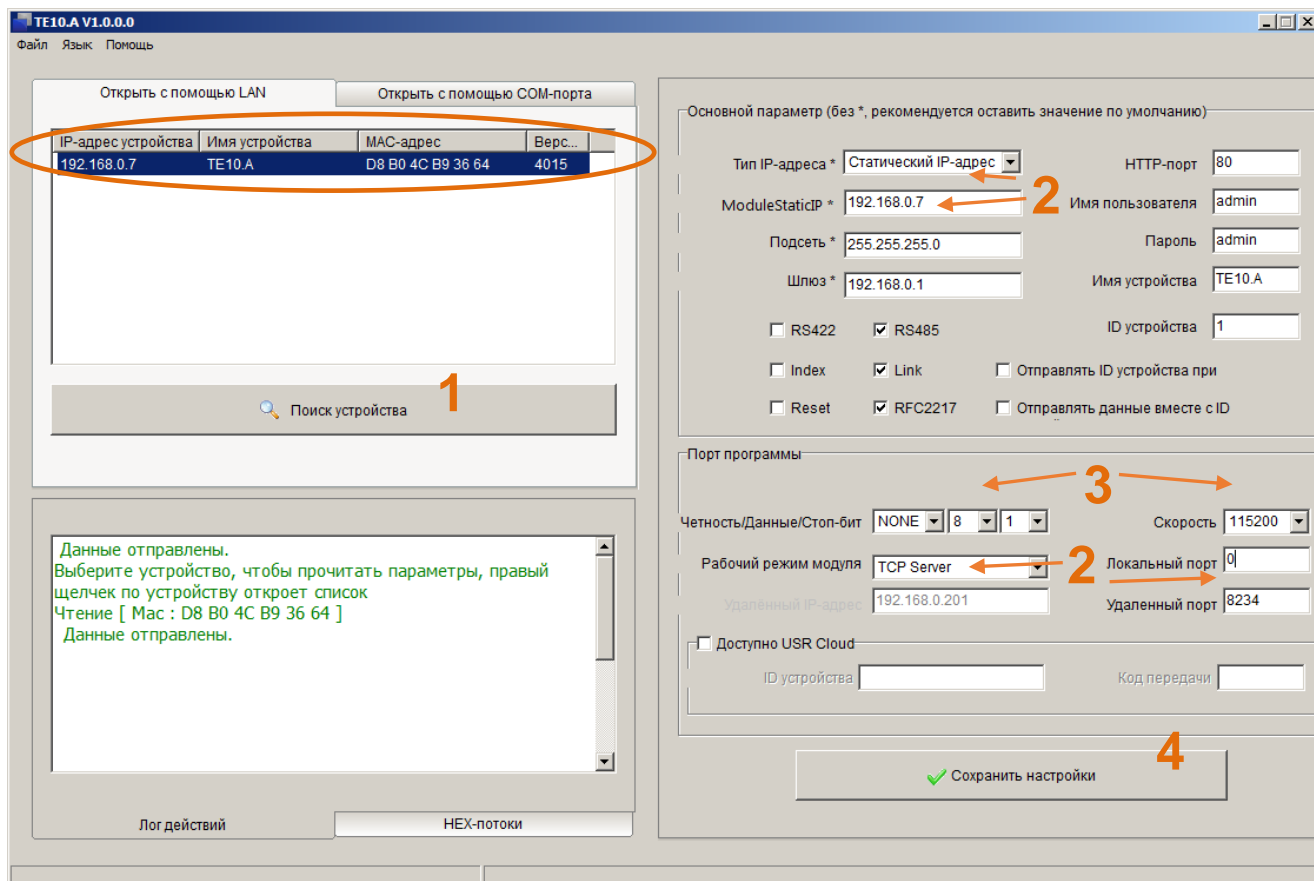 TE10.A V1.0.0.0
Файл Язык Помощь
Открыть с помощью LAN
Открыть с помощью COM-порта
IP-адрес устройства Имя устройства MAC-адрес Верс...
192.168.0.7 TE10.A D8 B0 4C B9 36 64 4015
1
Поиск устройства
Данные отправлены.
Выберите устройство, чтобы прочитать параметры, правый
щелчек по устройству откроет список
Чтение [ Mac : D8 B0 4C B9 36 64 ]
Данные отправлены.
Лог действий
HEX-потоки
Основной параметр (без *, рекомендуется оставить значение по умолчанию)
Тип IP-адреса * Статический IP-адрес
HTTP-порт 80
2
ModuleStaticIP * 192.168.0.7
Имя пользователя admin
Подсеть * 255.255.255.0
Пароль admin
Шлюз * 192.168.0.1
Имя устройства TE10.A
RS422 RS485
ID устройства 1
Index Link Отправлять ID устройства при
Reset RFC2217 Отправлять данные вместе с ID
Порт программы
3
Четность/Данные/Стоп-бит NONE 8 1
Скорость 115200
Рабочий режим модуля TCP Server
2
Локальный порт 0
Удаленный IP-адрес 192.168.0.201
Удаленный порт 8234
Доступно USR Cloud
ID устройства
Код передачи
4
Сохранить настройки